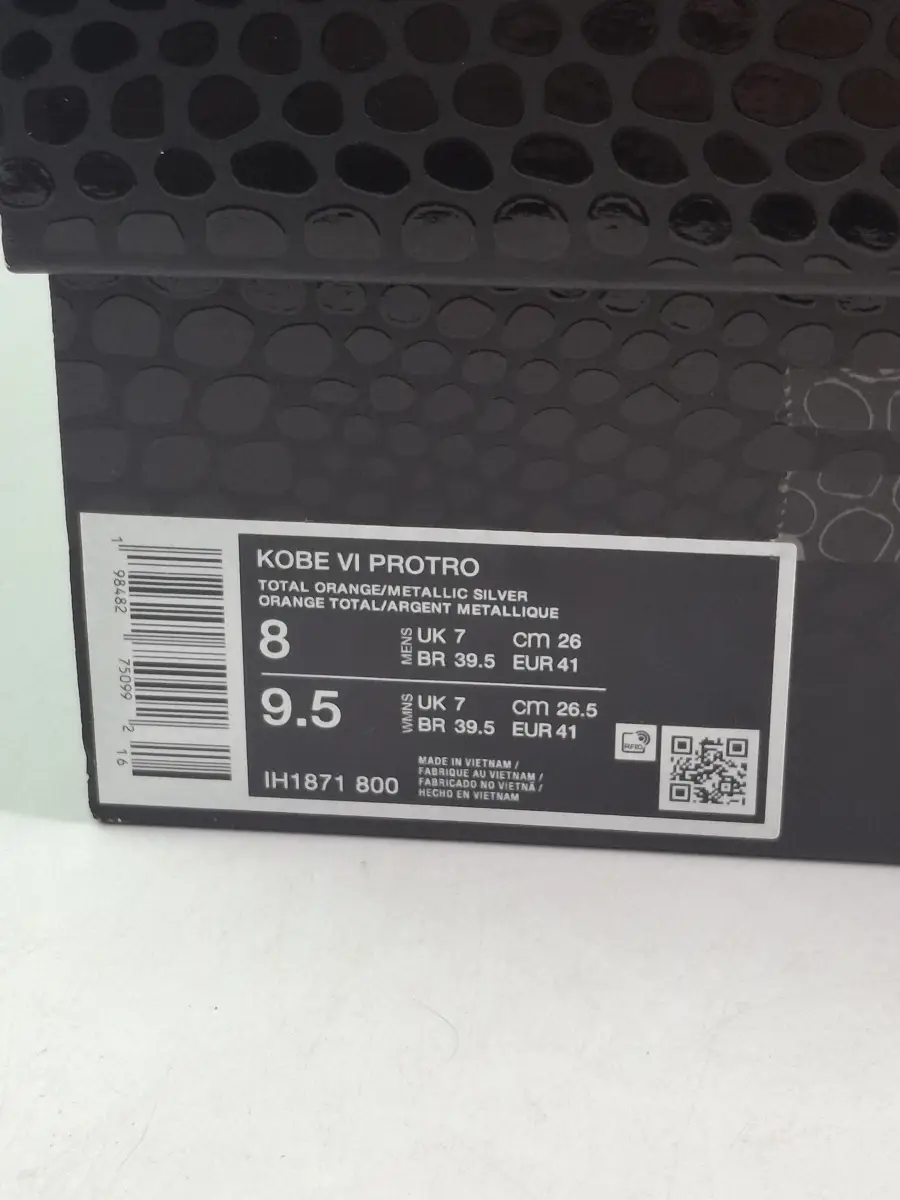 KOBE VI PROTRO
TOTAL ORANGE/METALLIC SILVER
ORANGE TOTAL/ARGENT METALLIQUE
8
MENS
UK 7 cm 26
BR 39.5 EUR 41
9.5
WMNS
UK 7 cm 26.5
BR 39.5 EUR 41
IH1871 800
MADE IN VIETNAM /
FABRIQUE AU VIETNAM /
FABRICADO NO VIETNÃ /
HECHO EN VIETNAM
RFID
1 98482 75099 2 16